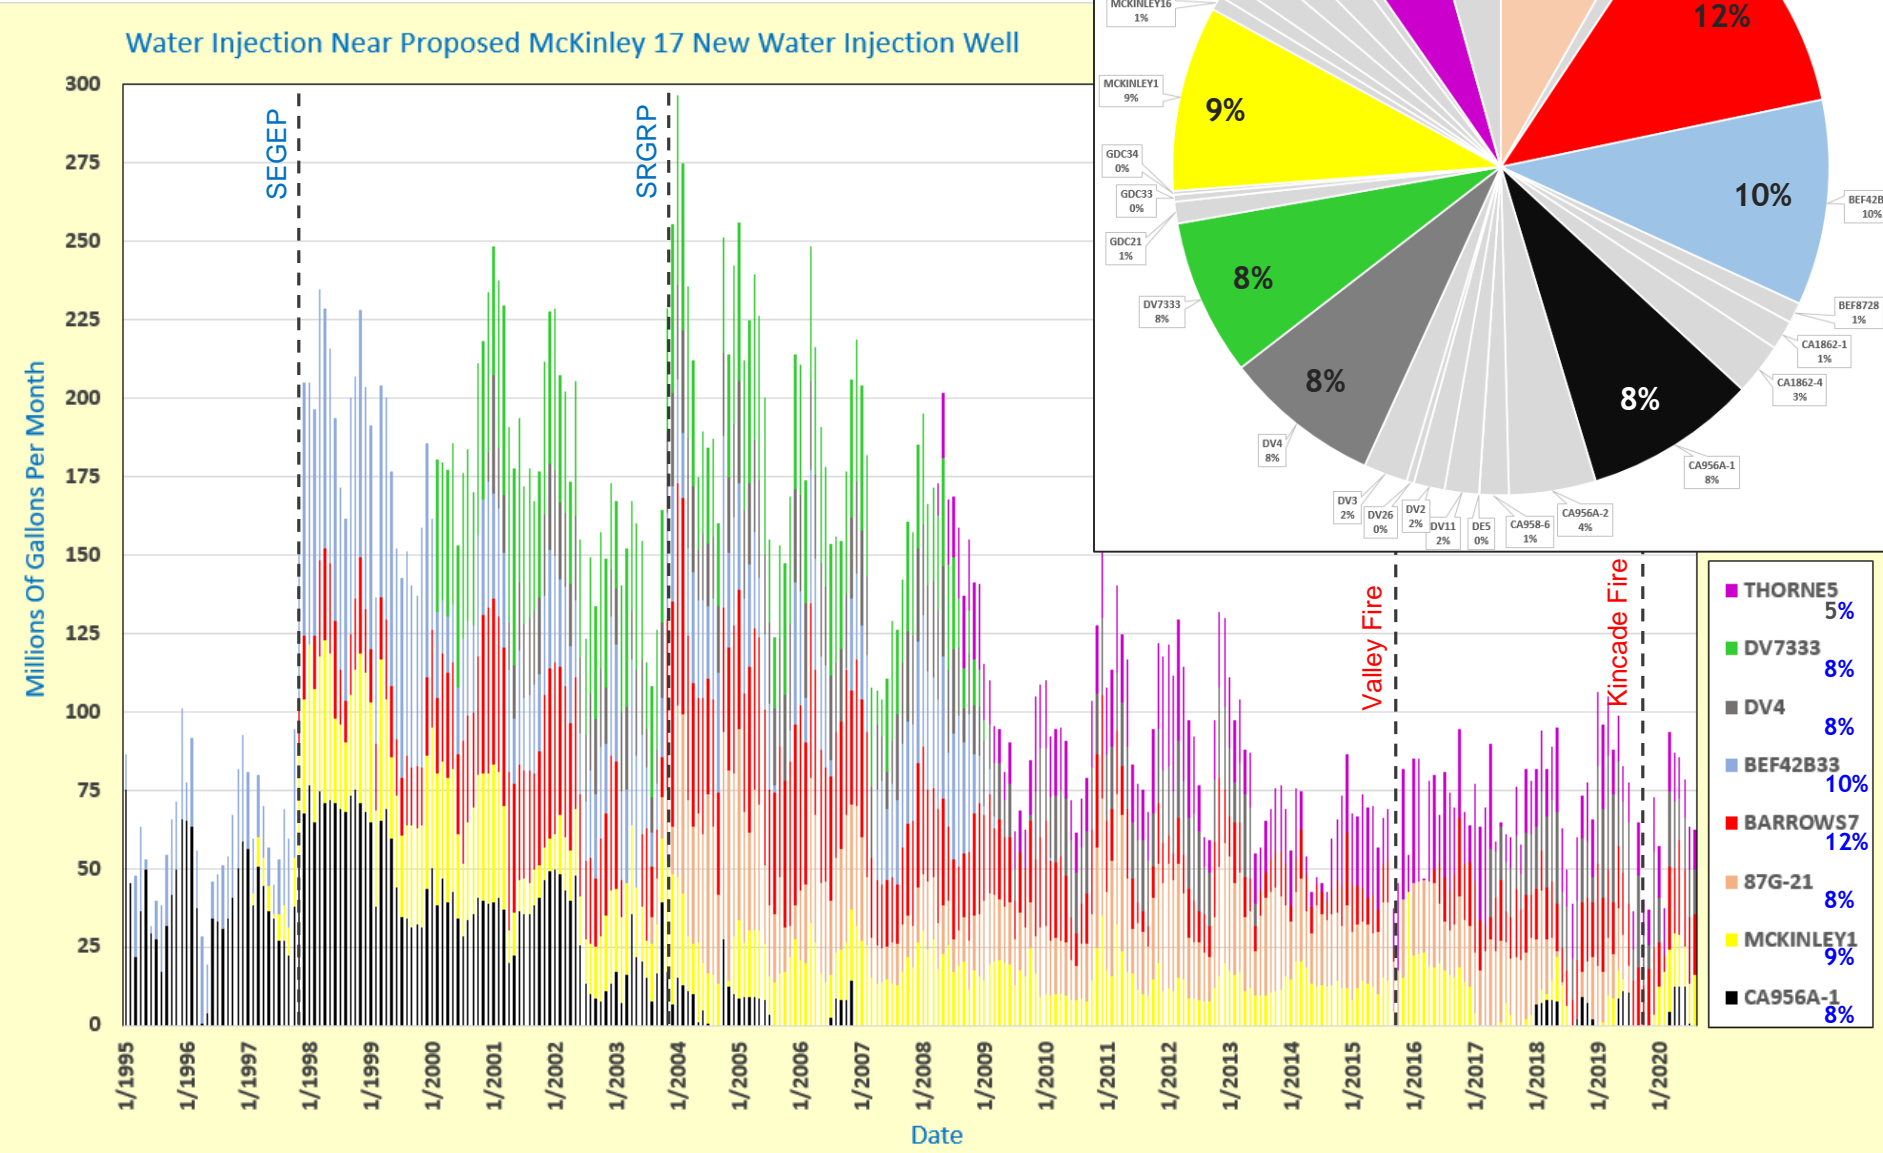 Water Injection Near Proposed McKinley 17 New Water Injection Well
Millions Of Gallons Per Month
300
275
250
225
200
175
150
125
100
75
50
25
0
SEGEP
SRGRP
Valley Fire
Kincade Fire
1/1995
1/1996
1/1997
1/1998
1/1999
1/2000
1/2001
1/2002
1/2003
1/2004
1/2005
1/2006
1/2007
1/2008
1/2009
1/2010
1/2011
1/2012
1/2013
1/2014
1/2015
1/2016
1/2017
1/2018
1/2019
1/2020
Date
MCKINLEY16
1%
MCKINLEY1
9%
GDC34
0%
GDC33
0%
GDC21
1%
DV7333
8%
DV4
8%
DV3
2%
DV26
0%
DV2
2%
DV11
2%
DE5
0%
CA958-6
1%
CA956A-2
4%
CA956A-1
8%
CA1862-4
3%
CA1862-1
1%
BEF8728
1%
BEF42B
10%
12%
10%
8%
8%
8%
9%
THORNE5
5%
DV7333
8%
DV4
8%
BEF42B33
10%
BARROWS7
12%
87G-21
8%
MCKINLEY1
9%
CA956A-1
8%